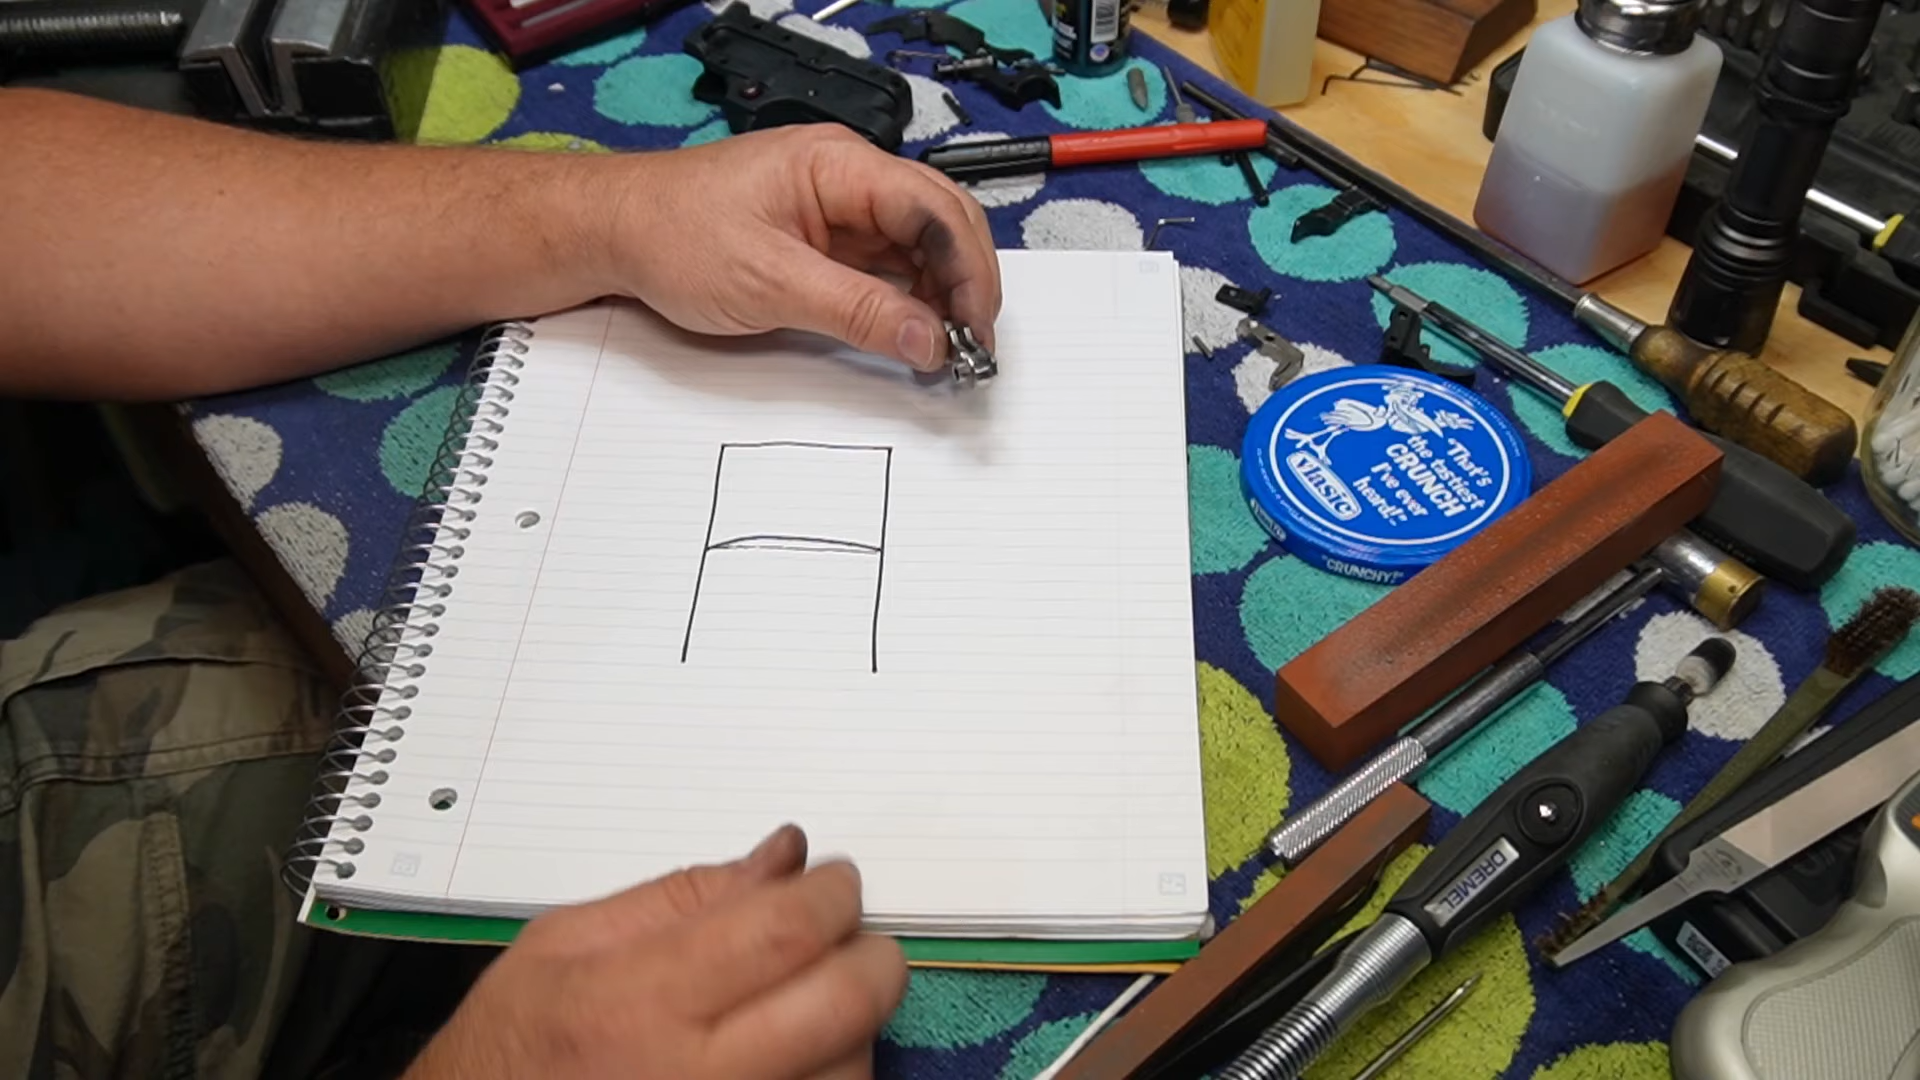 "That's
the tastiest
CRUNCH
I've ever
heard!"
Vlasic
"CRUNCHY!"
DREMEL